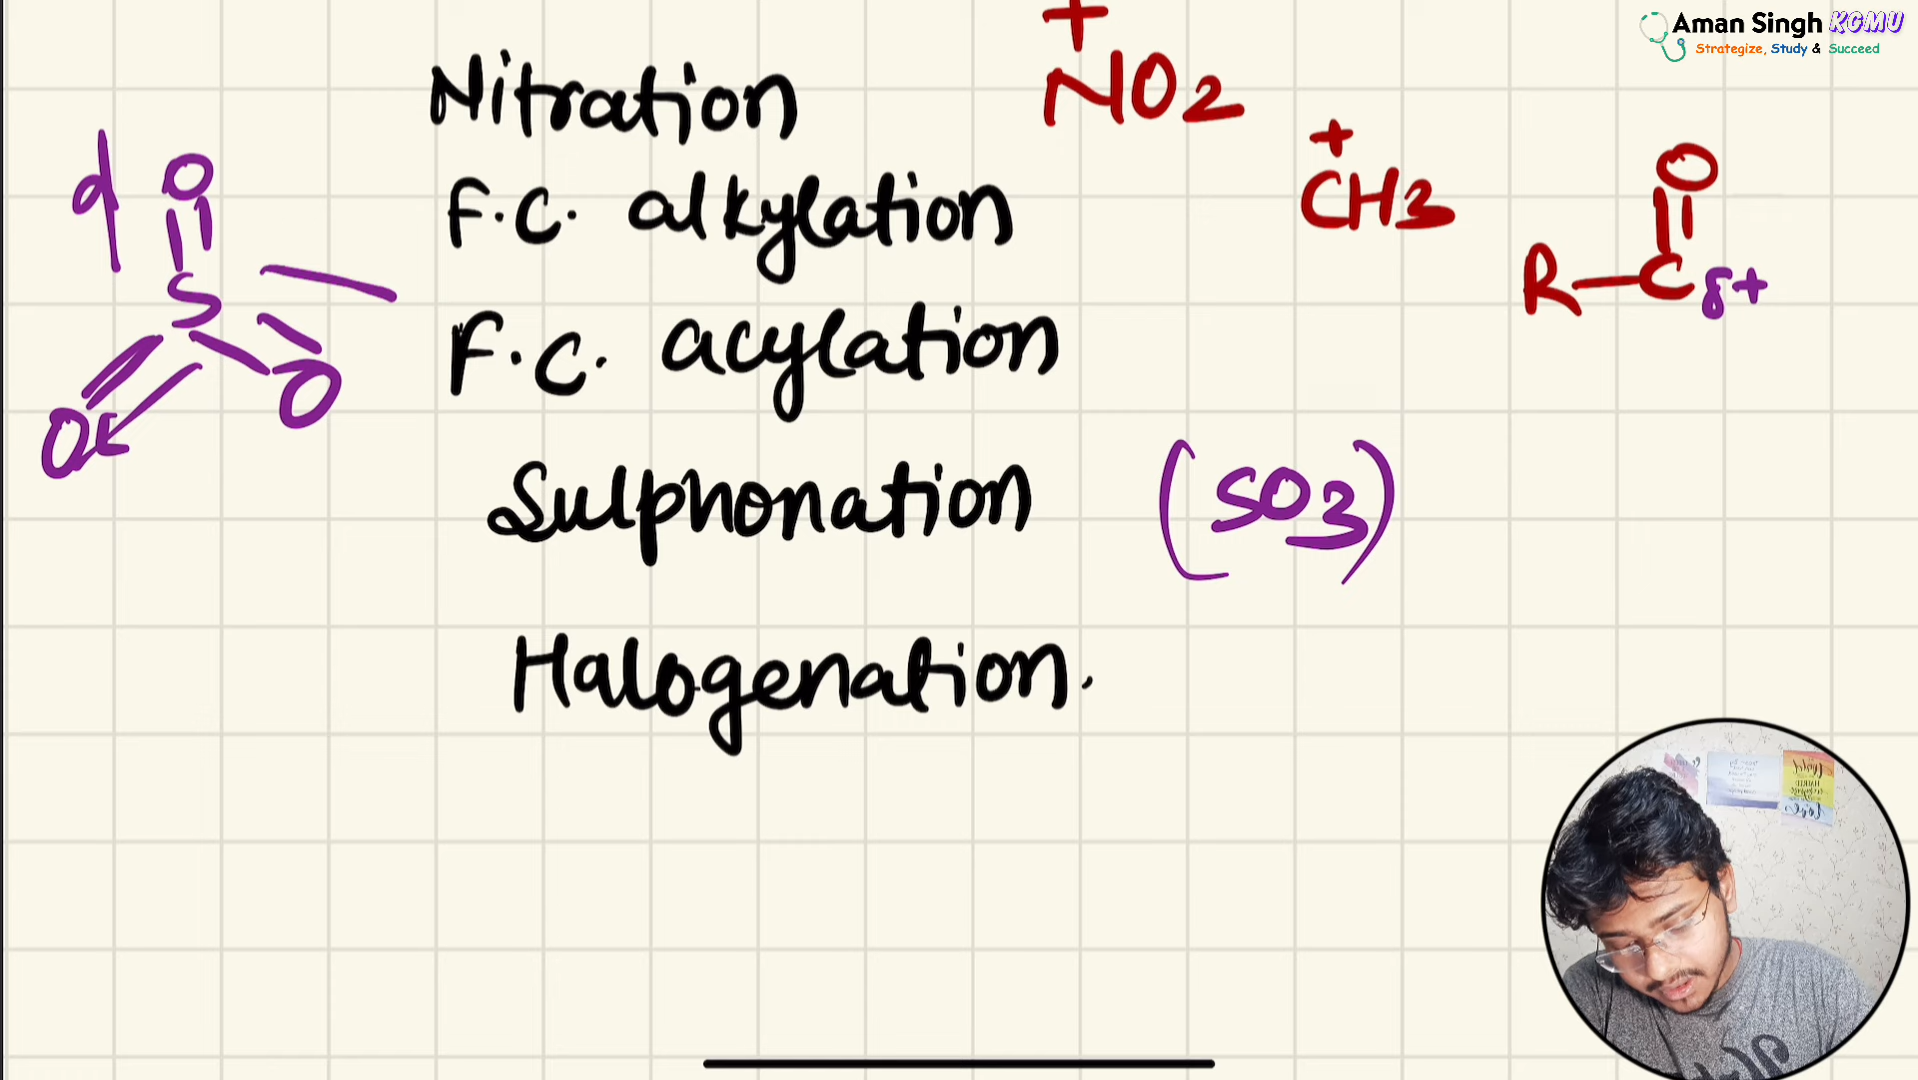 Aman Singh KGMU
Strategize, Study & Succeed
Nitration
+
NO2
F.C. alkylation
+
CH3
F.C. acylation
O
R-C δ+
Sulphonation (SO3)
Halogenation.
O
S
O
O